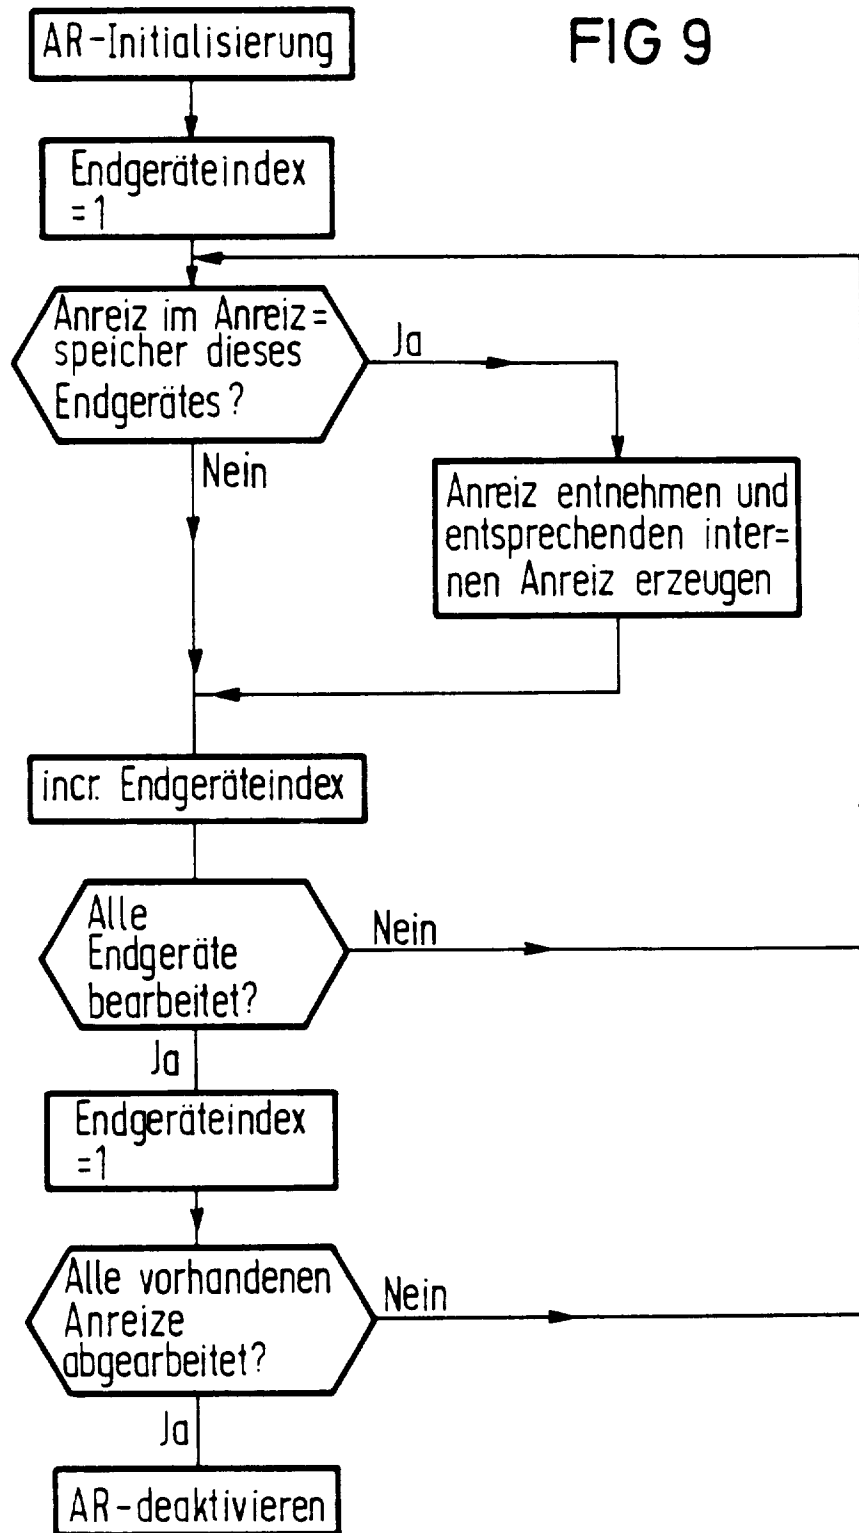 AR-Initialisierung
FIG 9
Endgeräteindex
=1
Anreiz im Anreiz=
speicher dieses
Endgerätes?
Ja
Nein
Anreiz entnehmen und
entsprechenden inter=
nen Anreiz erzeugen
incr. Endgeräteindex
Alle
Endgeräte
bearbeitet?
Nein
Ja
Endgeräteindex
=1
Alle vorhandenen
Anreize
abgearbeitet?
Nein
Ja
AR-deaktivieren